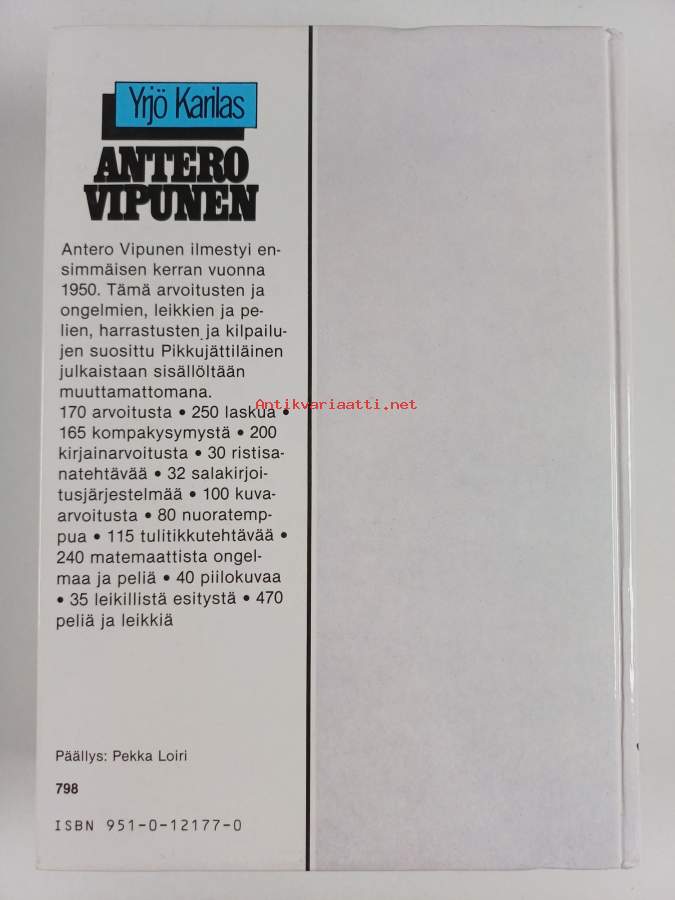 Yrjö Karilas
ANTERO
VIPUNEN
Antero Vipunen ilmestyi en-
simmäisen kerran vuonna
1950. Tämä arvoitusten ja
ongelmien, leikkien ja pe-
lien, harrastusten ja kilpailu-
jen suosittu Pikkujättiläinen
julkaistaan sisällöltään
muuttamattomana.
170 arvoitusta • 250 laskua •
Antikvariaatti.net
165 kompakysymystä • 200
kirjainarvoitusta • 30 ristisa-
natehtävää • 32 salakirjoi-
tusjärjestelmää • 100 kuva-
arvoitusta • 80 nuoratemp-
pua • 115 tulitikkutehtävää •
240 matemaattista ongel-
maa ja peliä • 40 piilokuvaa
• 35 leikillistä esitystä • 470
peliä ja leikkiä
Päällys: Pekka Loiri
798
ISBN 951-0-12177-0